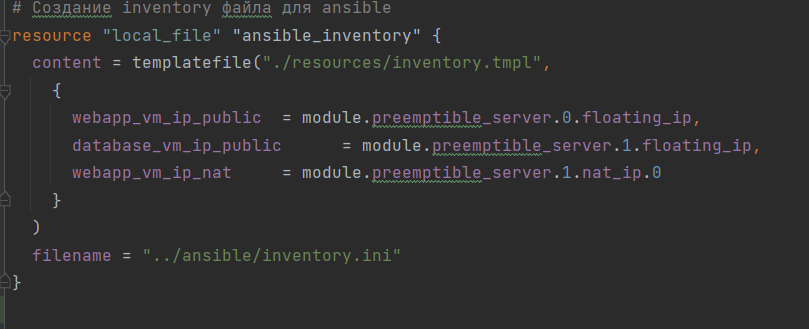 # Создание inventory файла для ansible
resource "local_file" "ansible_inventory" {
  content = templatefile("./resources/inventory.tmpl",
    {
      webapp_vm_ip_public  = module.preemptible_server.0.floating_ip,
      database_vm_ip_public      = module.preemptible_server.1.floating_ip,
      webapp_vm_ip_nat     = module.preemptible_server.1.nat_ip.0
    }
  )
  filename = "../ansible/inventory.ini"
}